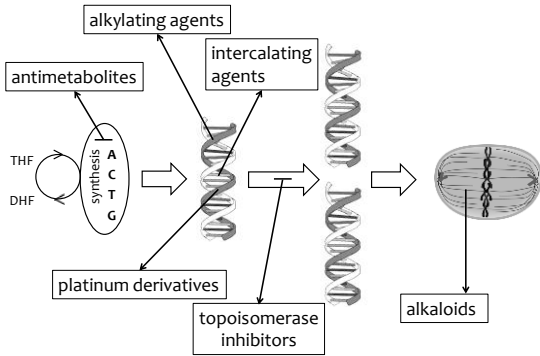 alkylating agents
intercalating
agents
antimetabolites
THF
DHF
synthesis
A
C
T
G
platinum derivatives
topoisomerase
inhibitors
alkaloids